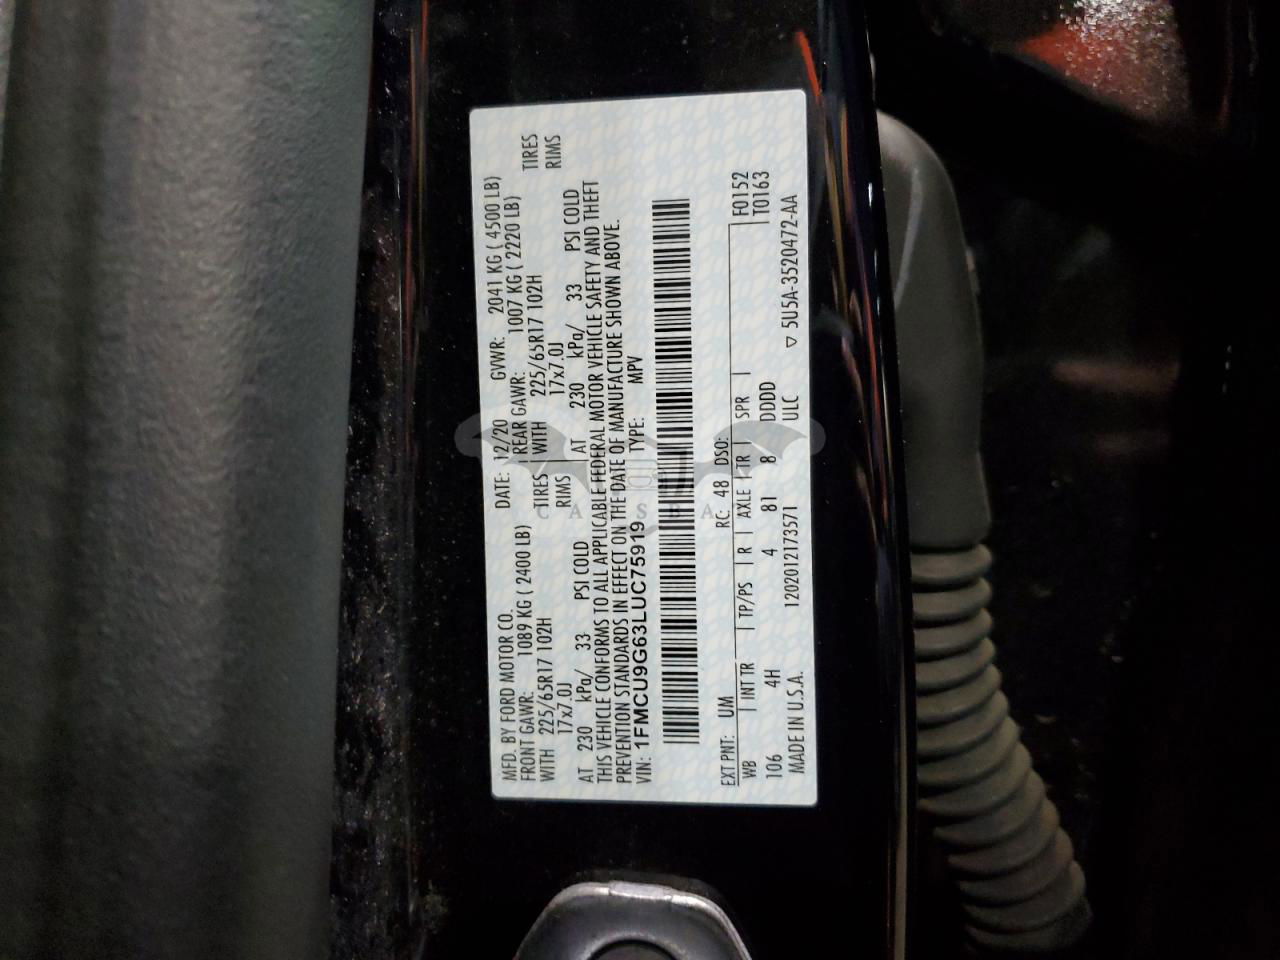 MFD. BY FORD MOTOR CO. DATE: 12/20 GVWR: 2041 KG ( 4500 LB)
FRONT GAWR: 1089 KG ( 2400 LB) REAR GAWR: 1007 KG ( 2220 LB)
WITH 225/65R17 102H TIRES WITH 225/65R17 102H TIRES
17x7.0J RIMS 17x7.0J RIMS
AT 230 kPa/ 33 PSI COLD AT 230 kPa/ 33 PSI COLD
THIS VEHICLE CONFORMS TO ALL APPLICABLE FEDERAL MOTOR VEHICLE SAFETY AND THEFT
PREVENTION STANDARDS IN EFFECT ON THE DATE OF MANUFACTURE SHOWN ABOVE.
VIN: 1FMCU9G63LUC75919 TYPE: MPV
EXT PNT: UM RC: 48 DSO: F0152
WB INT TR TP/PS R AXLE TR SPR T0163
106 4H 4 81 8 DDDD
MADE IN U.S.A. 1202012173571 ULC ▽ 5U5A-3520472-AA